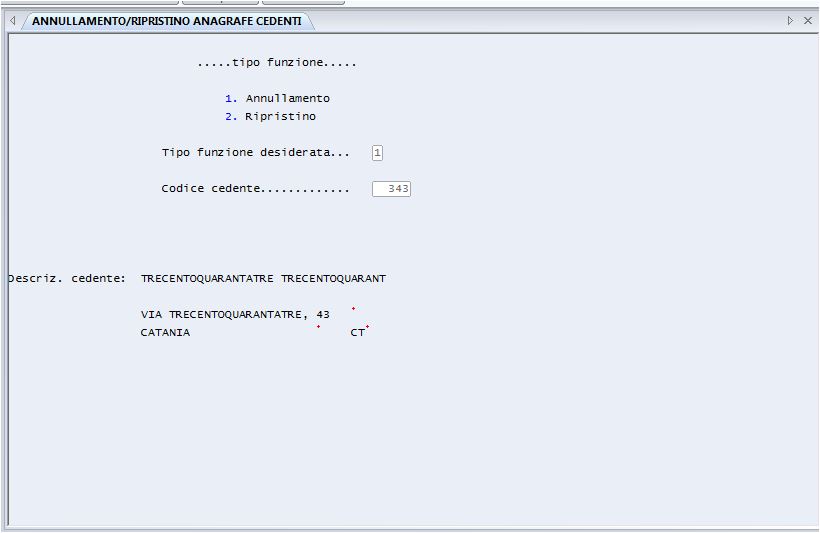 ANNULLAMENTO/RIPRISTINO ANAGRAFE CEDENTI
.....tipo funzione.....
1. Annullamento
2. Ripristino
Tipo funzione desiderata... 1
Codice cedente............. 343
Descriz. cedente: TRECENTOQUARANTATRE TRECENTOQUARANT
VIA TRECENTOQUARANTATRE, 43
CATANIA CT